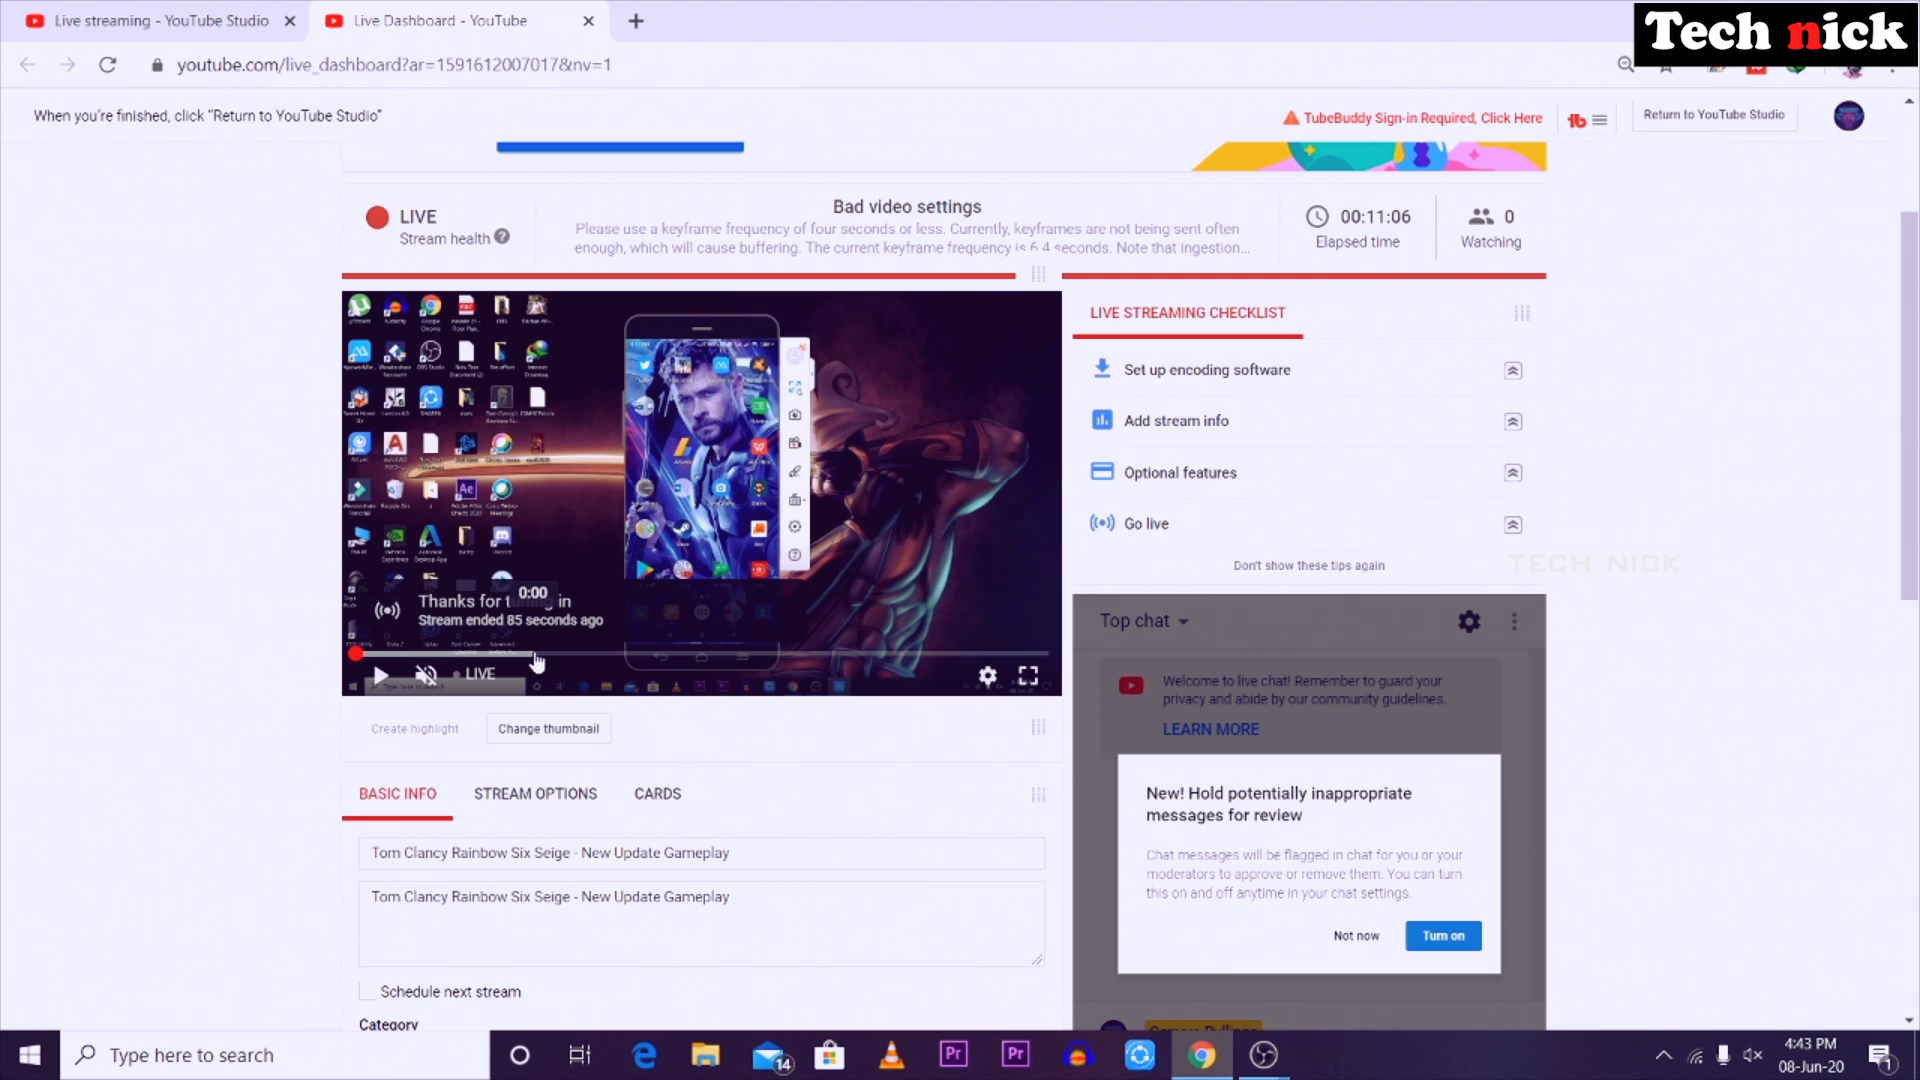 Live streaming - YouTube Studio
Live Dashboard - YouTube
Tech nick
youtube.com/live_dashboard?ar=1591612007017&nv=1
When you're finished, click "Return to YouTube Studio"
TubeBuddy Sign-in Required, Click Here
Return to YouTube Studio
LIVE
Stream health
Bad video settings
Please use a keyframe frequency of four seconds or less. Currently, keyframes are not being sent often
enough, which will cause buffering. The current keyframe frequency is 6.4 seconds. Note that ingestion...
00:11:06
Elapsed time
0
Watching
LIVE STREAMING CHECKLIST
Set up encoding software
Add stream info
Optional features
Go live
Don't show these tips again
TECH NICK
0:00
Thanks for tuning in
Stream ended 85 seconds ago
LIVE
Create highlight
Change thumbnail
Top chat
Welcome to live chat! Remember to guard your
privacy and abide by our community guidelines.
LEARN MORE
New! Hold potentially inappropriate
messages for review
Chat messages will be flagged in chat for you or your
moderators to approve or remove them. You can turn
this on and off anytime in your chat settings.
Not now
Turn on
BASIC INFO
STREAM OPTIONS
CARDS
Tom Clancy Rainbow Six Seige - New Update Gameplay
Tom Clancy Rainbow Six Seige - New Update Gameplay
Schedule next stream
Category
Type here to search
14
Pr
Pr
4:43 PM
08-Jun-20
1